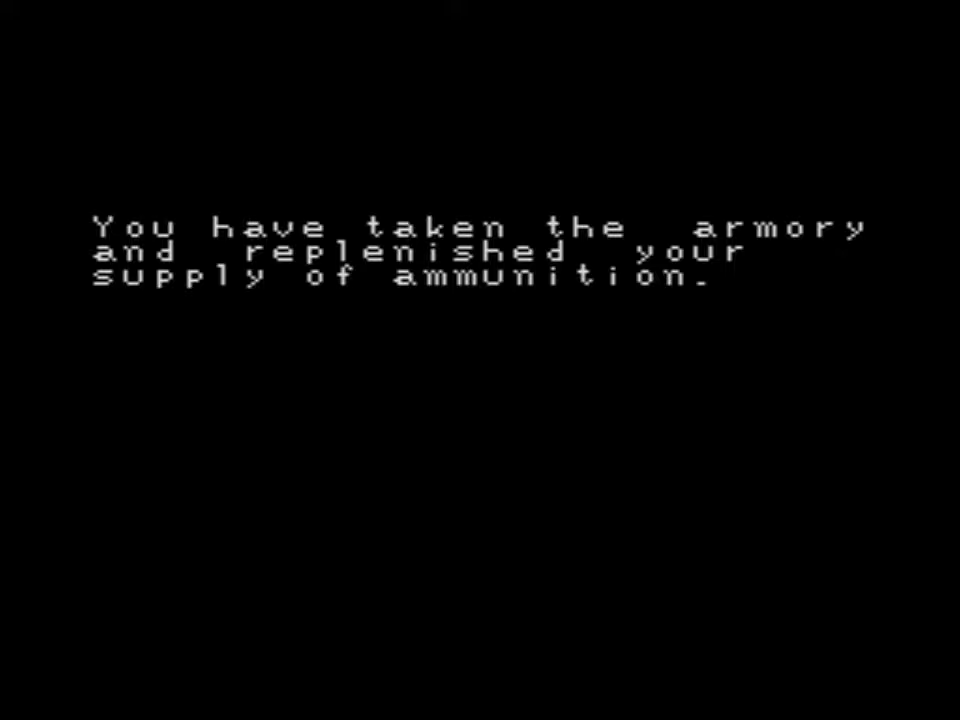 You have taken the armory
and replenished your
supply of ammunition.